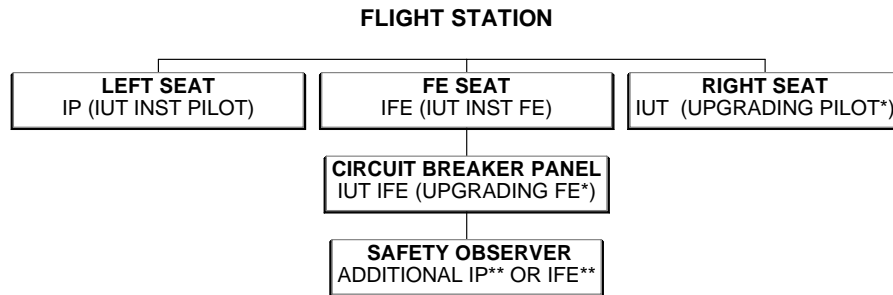 FLIGHT STATION
LEFT SEAT
IP (IUT INST PILOT)
FE SEAT
IFE (IUT INST FE)
RIGHT SEAT
IUT (UPGRADING PILOT*)
CIRCUIT BREAKER PANEL
IUT IFE (UPGRADING FE*)
SAFETY OBSERVER
ADDITIONAL IP** OR IFE**